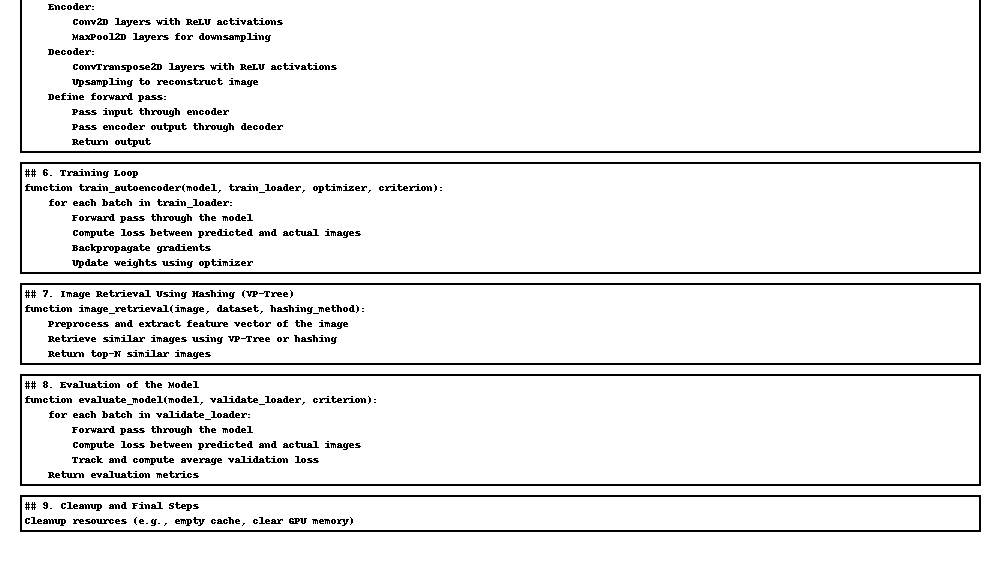 Encoder:
Conv2D layers with ReLU activations
MaxPool2D layers for downsampling
Decoder:
ConvTranspose2D layers with ReLU activations
Upsampling to reconstruct image
Define forward pass:
Pass input through encoder
Pass encoder output through decoder
Return output
## 6. Training Loop
function train_autoencoder(model, train_loader, optimizer, criterion):
for each batch in train_loader:
Forward pass through the model
Compute loss between predicted and actual images
Backpropagate gradients
Update weights using optimizer
## 7. Image Retrieval Using Hashing (VP-Tree)
function image_retrieval(image, dataset, hashing_method):
Preprocess and extract feature vector of the image
Retrieve similar images using VP-Tree or hashing
Return top-N similar images
## 8. Evaluation of the Model
function evaluate_model(model, validate_loader, criterion):
for each batch in validate_loader:
Forward pass through the model
Compute loss between predicted and actual images
Track and compute average validation loss
Return evaluation metrics
## 9. Cleanup and Final Steps
Cleanup resources (e.g., empty cache, clear GPU memory)